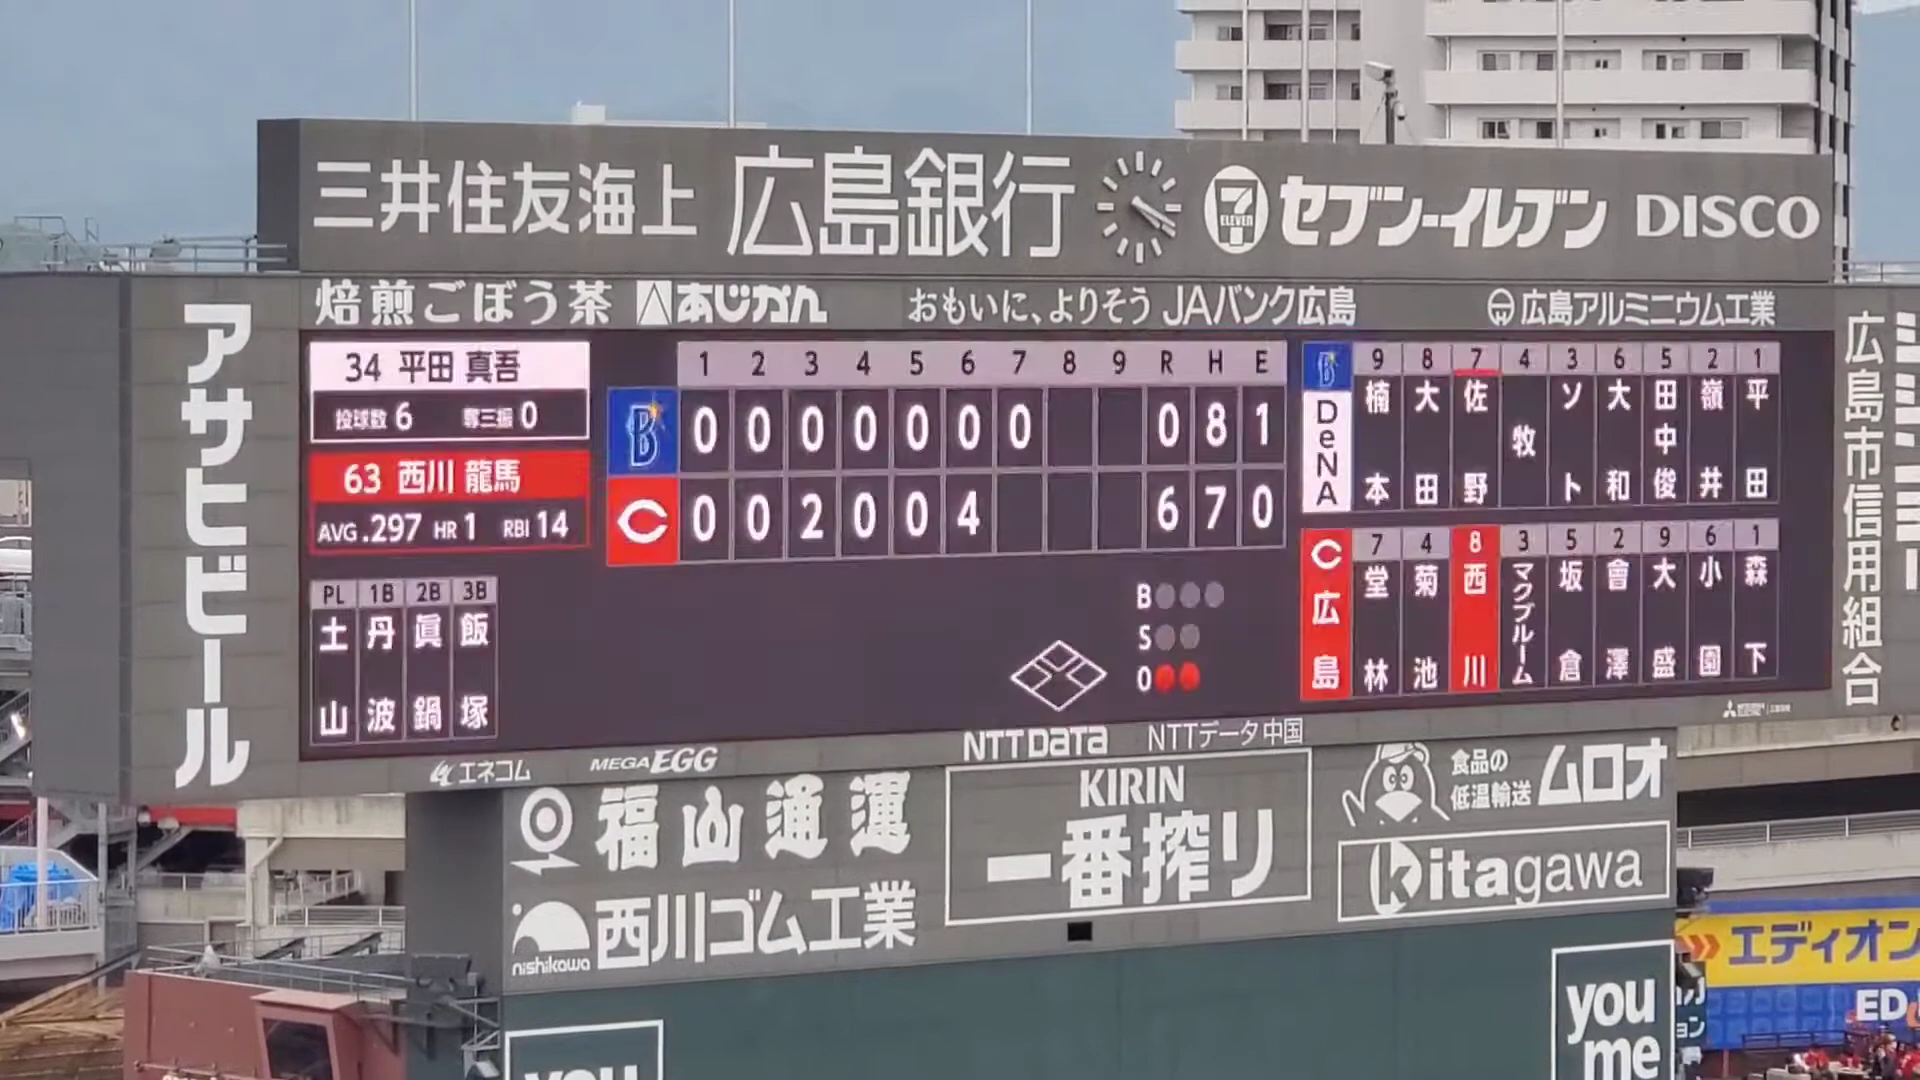 三井住友海上 広島銀行 7 ELEVEN セブン-イレブン DISCO
焙煎ごぼう茶 あじかん おもいに、よりそう JAバンク広島 広島アルミニウム工業
アサヒビール
34 平田 真吾
投球数 6 奪三振 0
63 西川 龍馬
AVG .297 HR 1 RBI 14
1 2 3 4 5 6 7 8 9 R H E
B 0 0 0 0 0 0 0 0 8 1
C 0 0 2 0 0 4 6 7 0
PL 1B 2B 3B
土山 丹波 眞鍋 飯塚
B
S
O
B 9 8 7 4 3 6 5 2 1
DeNA 楠本 大田 佐野 牧 ソト 大和 田中俊 嶺井 平田
C 7 4 8 3 5 2 9 6 1
広島 堂林 菊池 西川 マクブルーム 坂倉 會澤 大盛 小園 森下
広島市信用組合
エネコム MEGA EGG NTT DATA NTTデータ中国
福山通運
KIRIN
一番搾り
食品の
低温輸送 ムロオ
nishikawa 西川ゴム工業
kitagawa
エディオン
ED
you
me
you